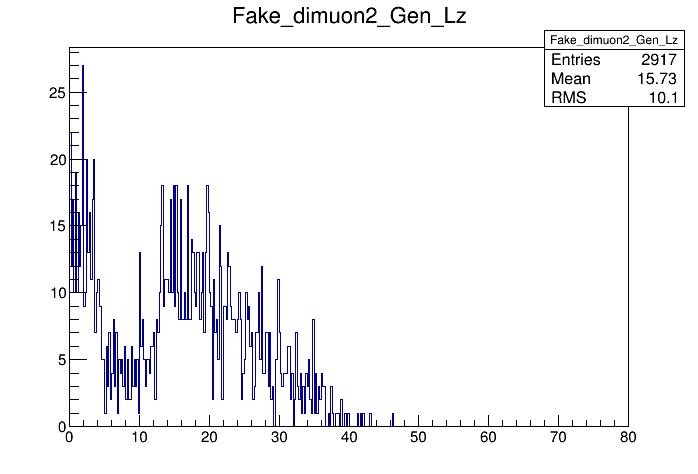 Fake_dimuon2_Gen_Lz
Fake_dimuon2_Gen_Lz
Entries 2917
Mean 15.73
RMS 10.1
25
20
15
10
5
0
0 10 20 30 40 50 60 70 80